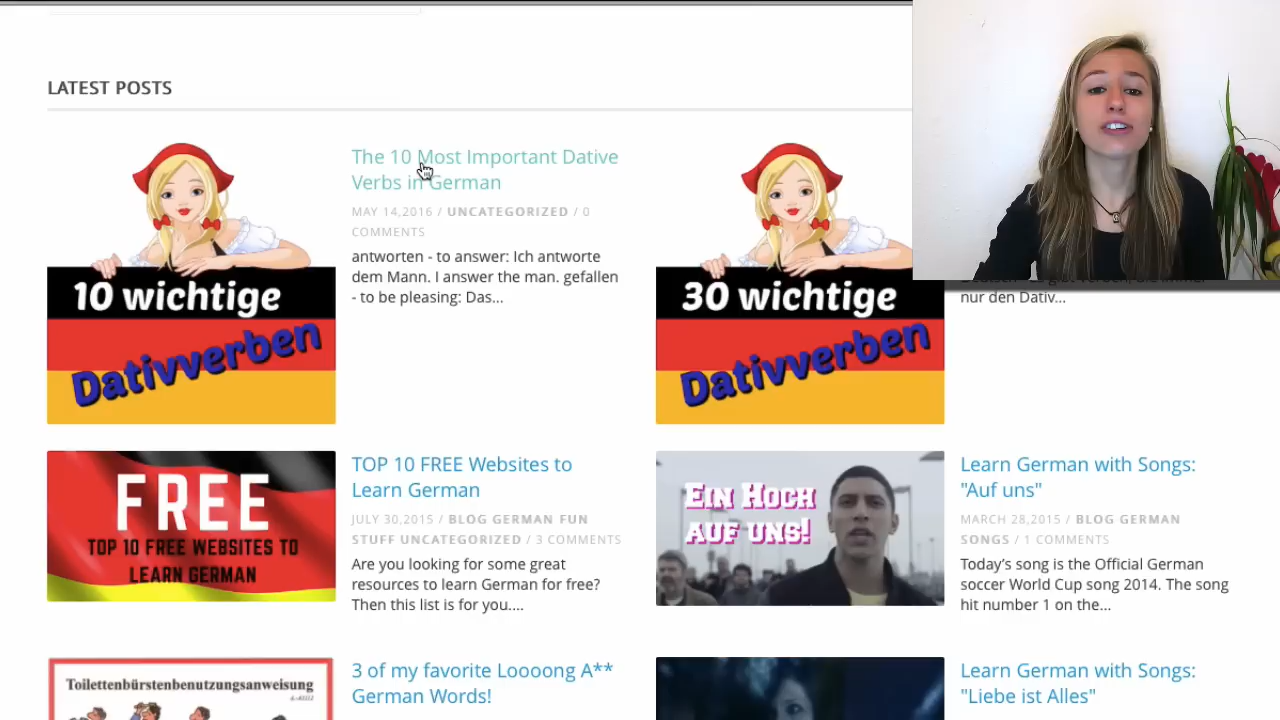 LATEST POSTS
The 10 Most Important Dative
Verbs in German
MAY 14,2016 / UNCATEGORIZED / 0
COMMENTS
antworten - to answer: Ich antworte
dem Mann. I answer the man. gefallen
- to be pleasing: Das...
10 wichtige
Dativverben
30 wichtige
Dativverben
nur den Dativ...
FREE
TOP 10 FREE WEBSITES TO
LEARN GERMAN
TOP 10 FREE Websites to
Learn German
JULY 30,2015 / BLOG GERMAN FUN
STUFF UNCATEGORIZED / 3 COMMENTS
Are you looking for some great
resources to learn German for free?
Then this list is for you....
EIN HOCH
AUF UNS!
Learn German with Songs:
"Auf uns"
MARCH 28,2015 / BLOG GERMAN
SONGS / 1 COMMENTS
Today's song is the Official German
soccer World Cup song 2014. The song
hit number 1 on the...
Toilettenbürstenbenutzungsanweisung
3 of my favorite Loooong A**
German Words!
Learn German with Songs:
"Liebe ist Alles"